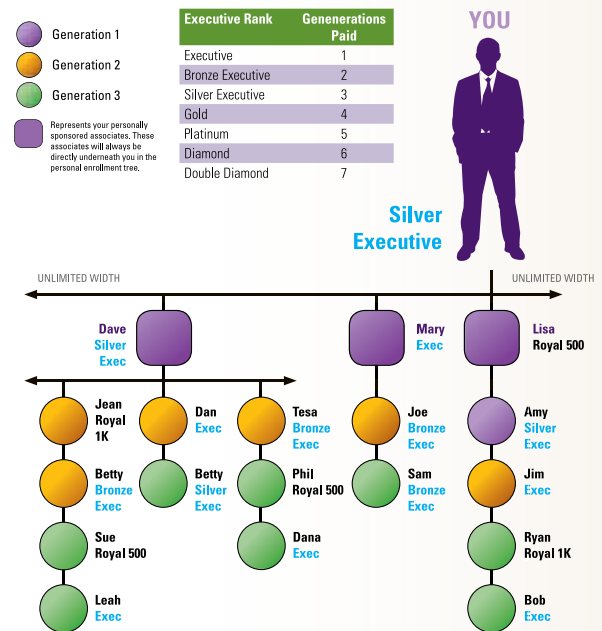 Generation 1
Generation 2
Generation 3
Represents your personally
sponsored associates. These
associates will always be
directly underneath you in the
personal enrollment tree.
Executive Rank Genenerations
Paid
Executive 1
Bronze Executive 2
Silver Executive 3
Gold 4
Platinum 5
Diamond 6
Double Diamond 7
YOU
Silver
Executive
UNLIMITED WIDTH
UNLIMITED WIDTH
Dave
Silver
Exec
Mary
Exec
Lisa
Royal 500
Jean
Royal
1K
Dan
Exec
Tesa
Bronze
Exec
Joe
Bronze
Exec
Amy
Silver
Exec
Betty
Bronze
Exec
Betty
Silver
Exec
Phil
Royal 500
Sam
Bronze
Exec
Jim
Exec
Sue
Royal 500
Dana
Exec
Ryan
Royal 1K
Leah
Exec
Bob
Exec